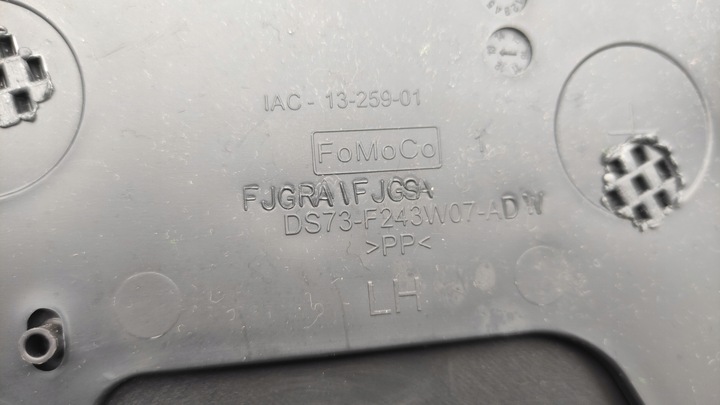 IAC - 13-259-01
FoMoCo
FJGRA\\FJGSA
DS73-F243W07-ADW
>PP<
LH